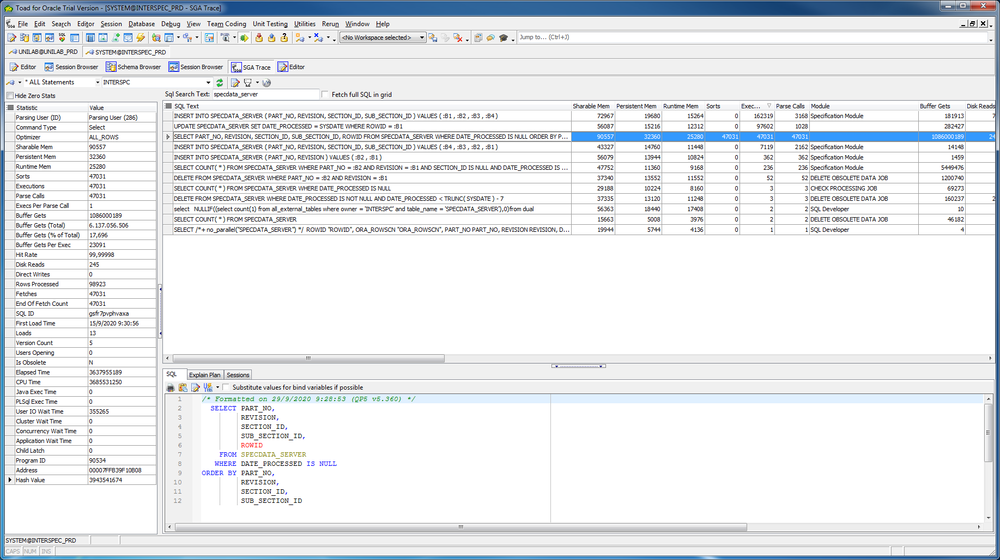 Toad for Oracle Trial Version - [SYSTEM@INTERSPEC_PRD - SGA Trace]
File Edit Search Editor Session Database Debug View Team Coding Unit Testing Utilities Rerun Window Help
<No Workspace selected> Jump to... (Ctrl+J)
UNILAB@UNILAB_PRD SYSTEM@INTERSPEC_PRD
Editor Session Browser Schema Browser Session Browser SGA Trace Editor
* ALL Statements INTERSPC
Hide Zero Stats
Sql Search Text: specdata_server Fetch full SQL in grid
Statistic Value
Parsing User (ID) Parsing User (286)
Command Type Select
Optimizer ALL_ROWS
Sharable Mem 90557
Persistent Mem 32360
Runtime Mem 25280
Sorts 47031
Executions 47031
Parse Calls 47031
Execs Per Parse Call 1
Buffer Gets 1086000189
Buffer Gets (Total) 6.137.056.506
Buffer Gets (% of Total) 17,696
Buffer Gets Per Exec 23091
Hit Rate 99,99998
Disk Reads 245
Direct Writes 0
Rows Processed 98923
Fetches 47031
End Of Fetch Count 47031
SQL ID gsfr7pvphvaxa
First Load Time 15/9/2020 9:30:56
Loads 13
Version Count 5
Users Opening 0
Is Obsolete N
Elapsed Time 3637955189
CPU Time 3685531250
Java Exec Time 0
PLSql Exec Time 0
User IO Wait Time 355265
Cluster Wait Time 0
Concurrency Wait Time 0
Application Wait Time 0
Child Latch 0
Program ID 90534
Address 00007FFB39F10B08
Hash Value 3943541674
SQL Text Sharable Mem Persistent Mem Runtime Mem Sorts Exec... Parse Calls Module Buffer Gets Disk Reads
INSERT INTO SPECDATA_SERVER ( PART_NO, REVISION, SECTION_ID, SUB_SECTION_ID ) VALUES ( :B1 , :B2 , :B3 , :B4 ) 72967 19680 15264 0 162319 3168 Specification Module 181913 7
UPDATE SPECDATA_SERVER SET DATE_PROCESSED = SYSDATE WHERE ROWID = :B1 56087 15216 12312 0 97602 1028 282427
SELECT PART_NO, REVISION, SECTION_ID, SUB_SECTION_ID, ROWID FROM SPECDATA_SERVER WHERE DATE_PROCESSED IS NULL ORDER BY P... 90557 32360 25280 47031 47031 47031 1086000189 24
INSERT INTO SPECDATA_SERVER ( PART_NO, REVISION, SECTION_ID, SUB_SECTION_ID ) VALUES ( :B4 , :B3 , :B2 , :B1 ) 43327 14760 11448 0 7119 2162 Specification Module 14148
INSERT INTO SPECDATA_SERVER ( PART_NO, REVISION ) VALUES ( :B2 , :B1 ) 56079 13944 10824 0 362 362 Specification Module 1459
SELECT COUNT( * ) FROM SPECDATA_SERVER WHERE PART_NO = :B2 AND REVISION = :B1 AND SECTION_ID IS NULL AND DATE_PROCESSED IS ... 47752 11360 9168 0 236 236 Specification Module 5449476
DELETE FROM SPECDATA_SERVER WHERE PART_NO = :B2 AND REVISION = :B1 37340 13552 11552 0 52 52 DELETE OBSOLETE DATA JOB 1200740
SELECT COUNT( * ) FROM SPECDATA_SERVER WHERE DATE_PROCESSED IS NULL 29188 10224 8160 0 3 3 CHECK PROCESSING JOB 69273
DELETE FROM SPECDATA_SERVER WHERE DATE_PROCESSED IS NOT NULL AND DATE_PROCESSED < TRUNC( SYSDATE ) - 7 37335 13120 11248 0 3 3 DELETE OBSOLETE DATA JOB 160237 2
select NULLIF((select count(1) from all_external_tables where owner = 'INTERSPC' and table_name = 'SPECDATA_SERVER'),0)from dual 56363 18440 17408 0 2 2 SQL Developer 10
SELECT COUNT( * ) FROM SPECDATA_SERVER 15663 5008 3976 0 2 2 DELETE OBSOLETE DATA JOB 46182
SELECT /*+ no_parallel("SPECDATA_SERVER") */ ROWID "ROWID", ORA_ROWSCN "ORA_ROWSCN", PART_NO PART_NO, REVISION REVISION, D... 19944 5744 4136 0 1 1 SQL Developer 4
SQL Explain Plan Sessions
Substitute values for bind variables if possible
1 /* Formatted on 29/9/2020 9:28:53 (QP5 v5.360) */
2 SELECT PART_NO,
3 REVISION,
4 SECTION_ID,
5 SUB_SECTION_ID,
6 ROWID
7 FROM SPECDATA_SERVER
8 WHERE DATE_PROCESSED IS NULL
9 ORDER BY PART_NO,
10 REVISION,
11 SECTION_ID,
12 SUB_SECTION_ID
SYSTEM@INTERSPEC_PRD
CAPS NUM INS